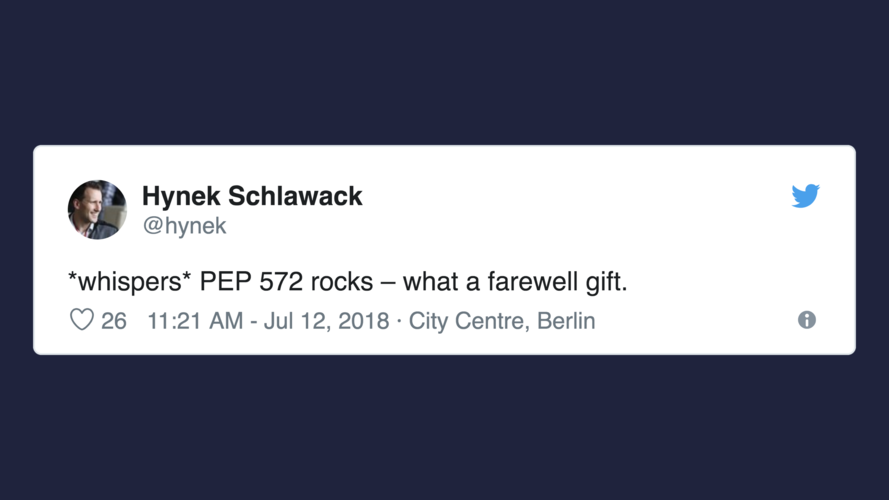 Hynek Schlawack
@hynek
*whispers* PEP 572 rocks – what a farewell gift.
26 11:21 AM - Jul 12, 2018 · City Centre, Berlin